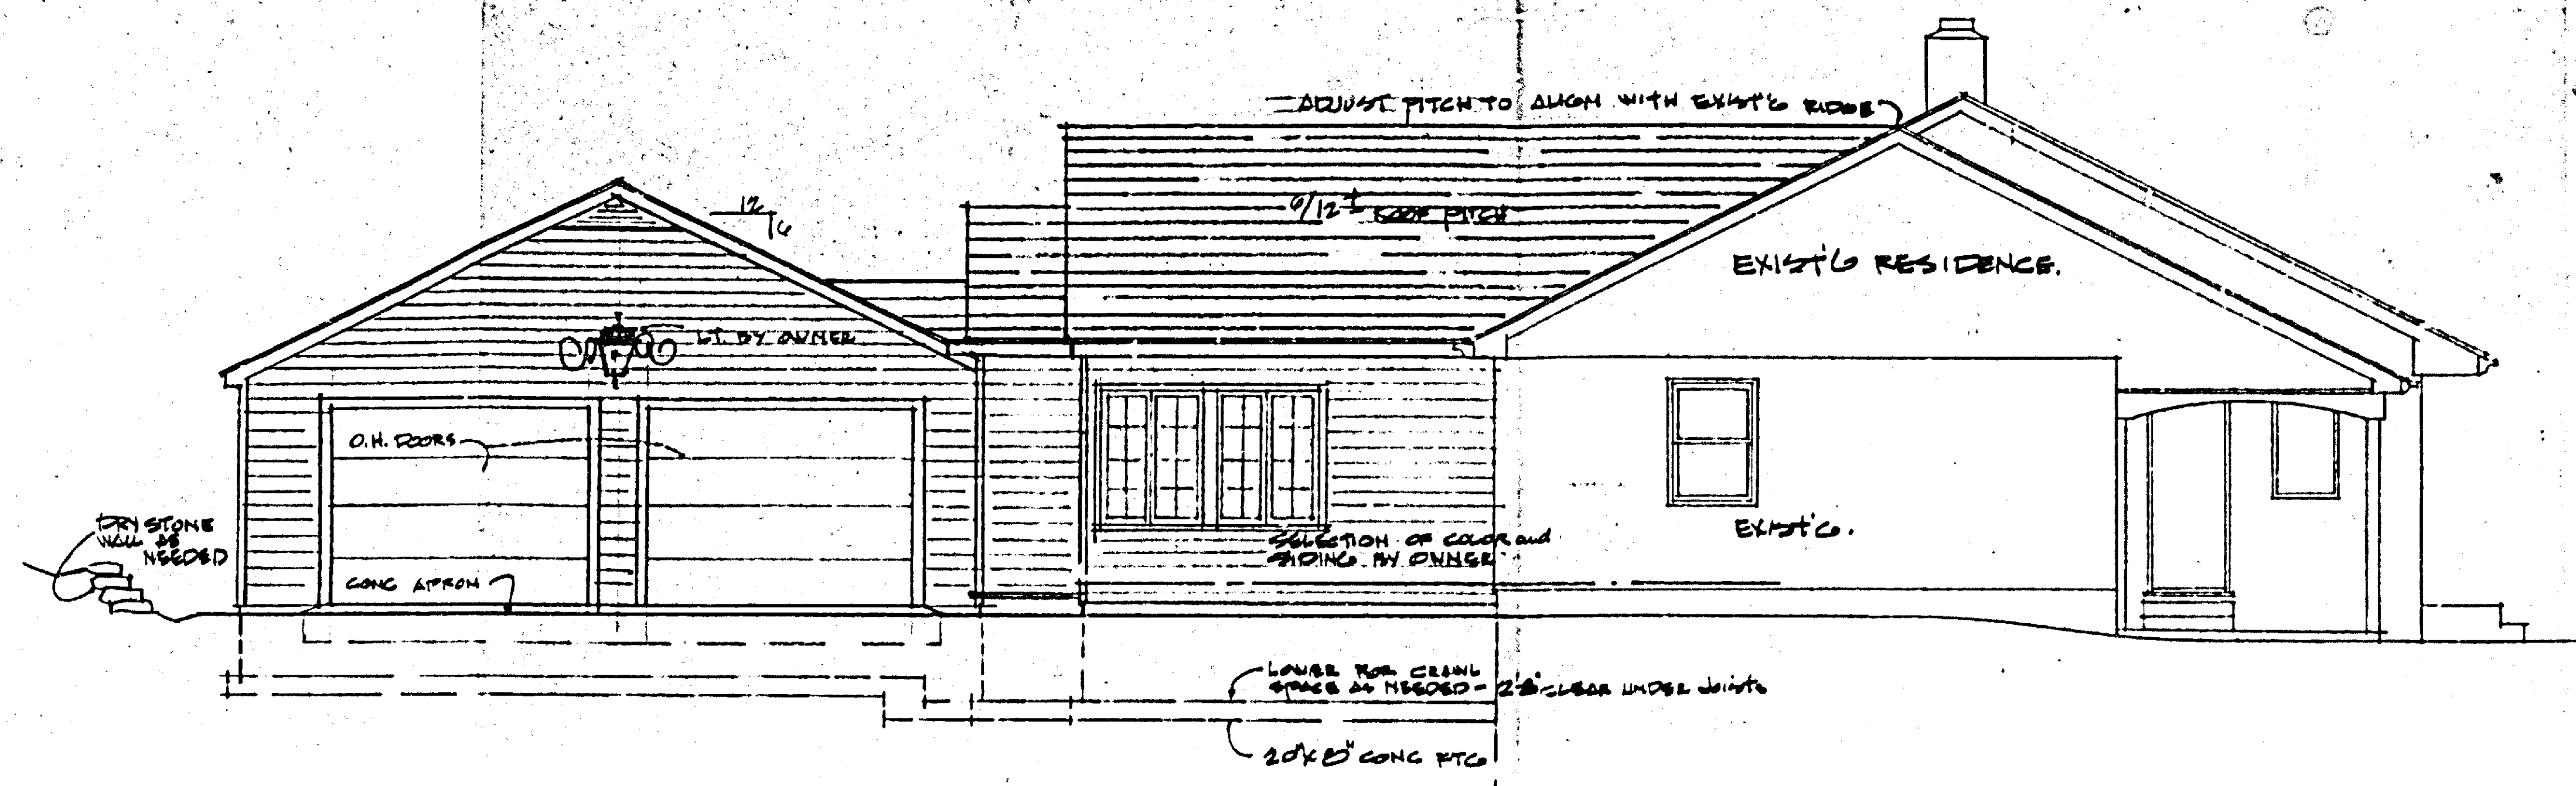 ADJUST PITCH TO ALIGN WITH EXIST'G RIDGE
12
6
6/12 ± ROOF PITCH
EXIST'G RESIDENCE.
LT. BY OWNER
O.H. DOORS
DRY STONE
WALL AS
NEEDED
CONC APRON
SELECTION OF COLOR and
SIDING BY OWNER
EXIST'G.
LOWER FOR CRAWL
SPACE AS NEEDED - 2'8" CLEAR UNDER Joists
20"X8" CONC FTG